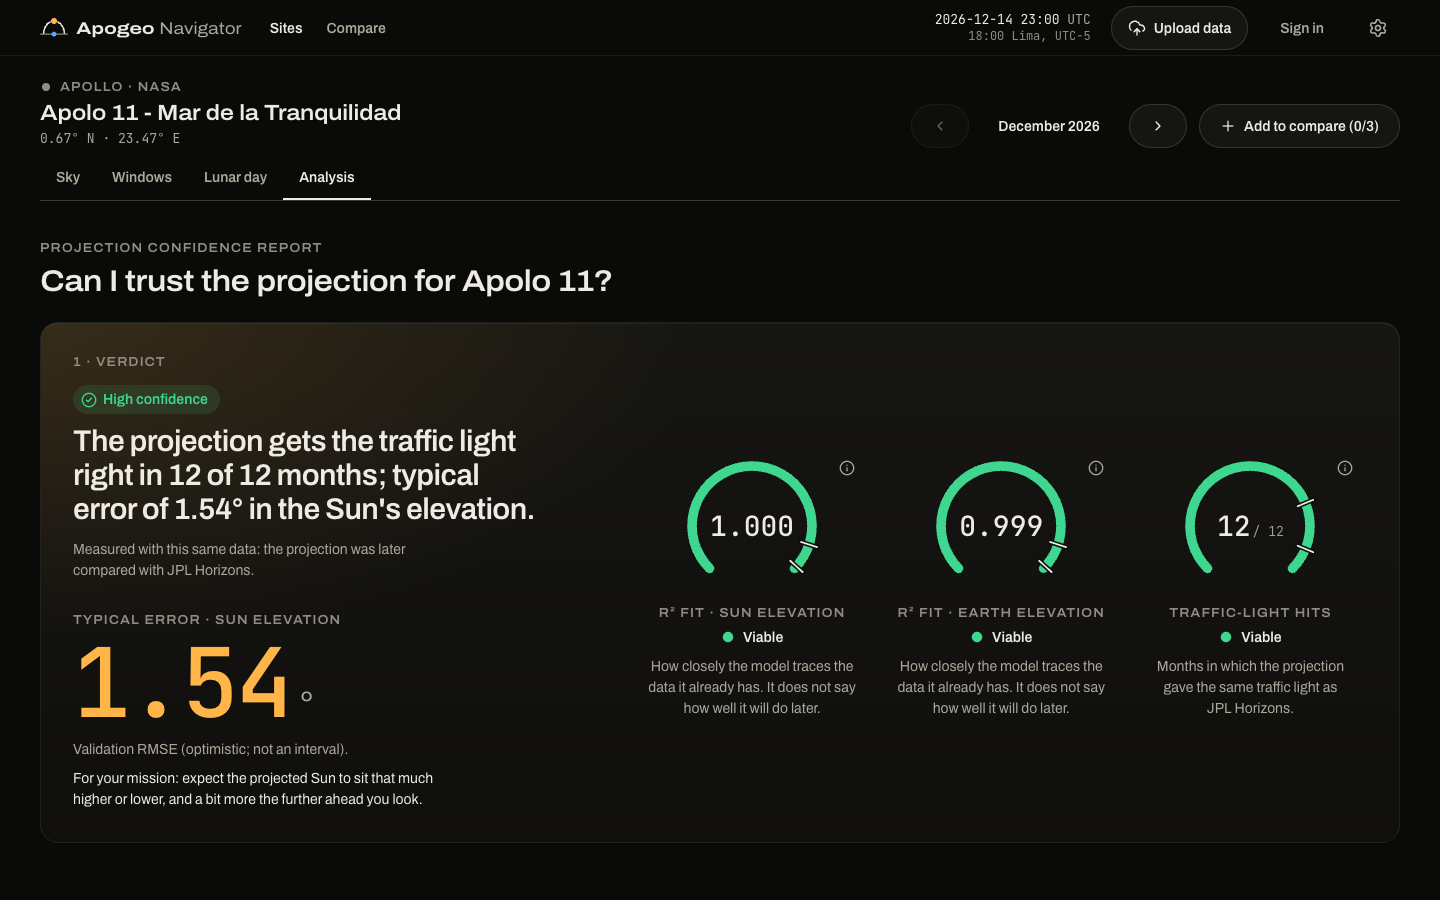 Apogeo Navigator
Sites
Compare
2026-12-14 23:00 UTC
18:00 Lima, UTC-5
Upload data
Sign in
APOLLO · NASA
Apolo 11 - Mar de la Tranquilidad
0.67° N · 23.47° E
December 2026
Add to compare (0/3)
Sky
Windows
Lunar day
Analysis
PROJECTION CONFIDENCE REPORT
Can I trust the projection for Apolo 11?
1 · VERDICT
High confidence
The projection gets the traffic light
right in 12 of 12 months; typical
error of 1.54° in the Sun's elevation.
Measured with this same data: the projection was later
compared with JPL Horizons.
TYPICAL ERROR · SUN ELEVATION
1.54°
Validation RMSE (optimistic; not an interval).
For your mission: expect the projected Sun to sit that much
higher or lower, and a bit more the further ahead you look.
1.000
R² FIT · SUN ELEVATION
Viable
How closely the model traces the
data it already has. It does not say
how well it will do later.
0.999
R² FIT · EARTH ELEVATION
Viable
How closely the model traces the
data it already has. It does not say
how well it will do later.
12 / 12
TRAFFIC-LIGHT HITS
Viable
Months in which the projection
gave the same traffic light as
JPL Horizons.